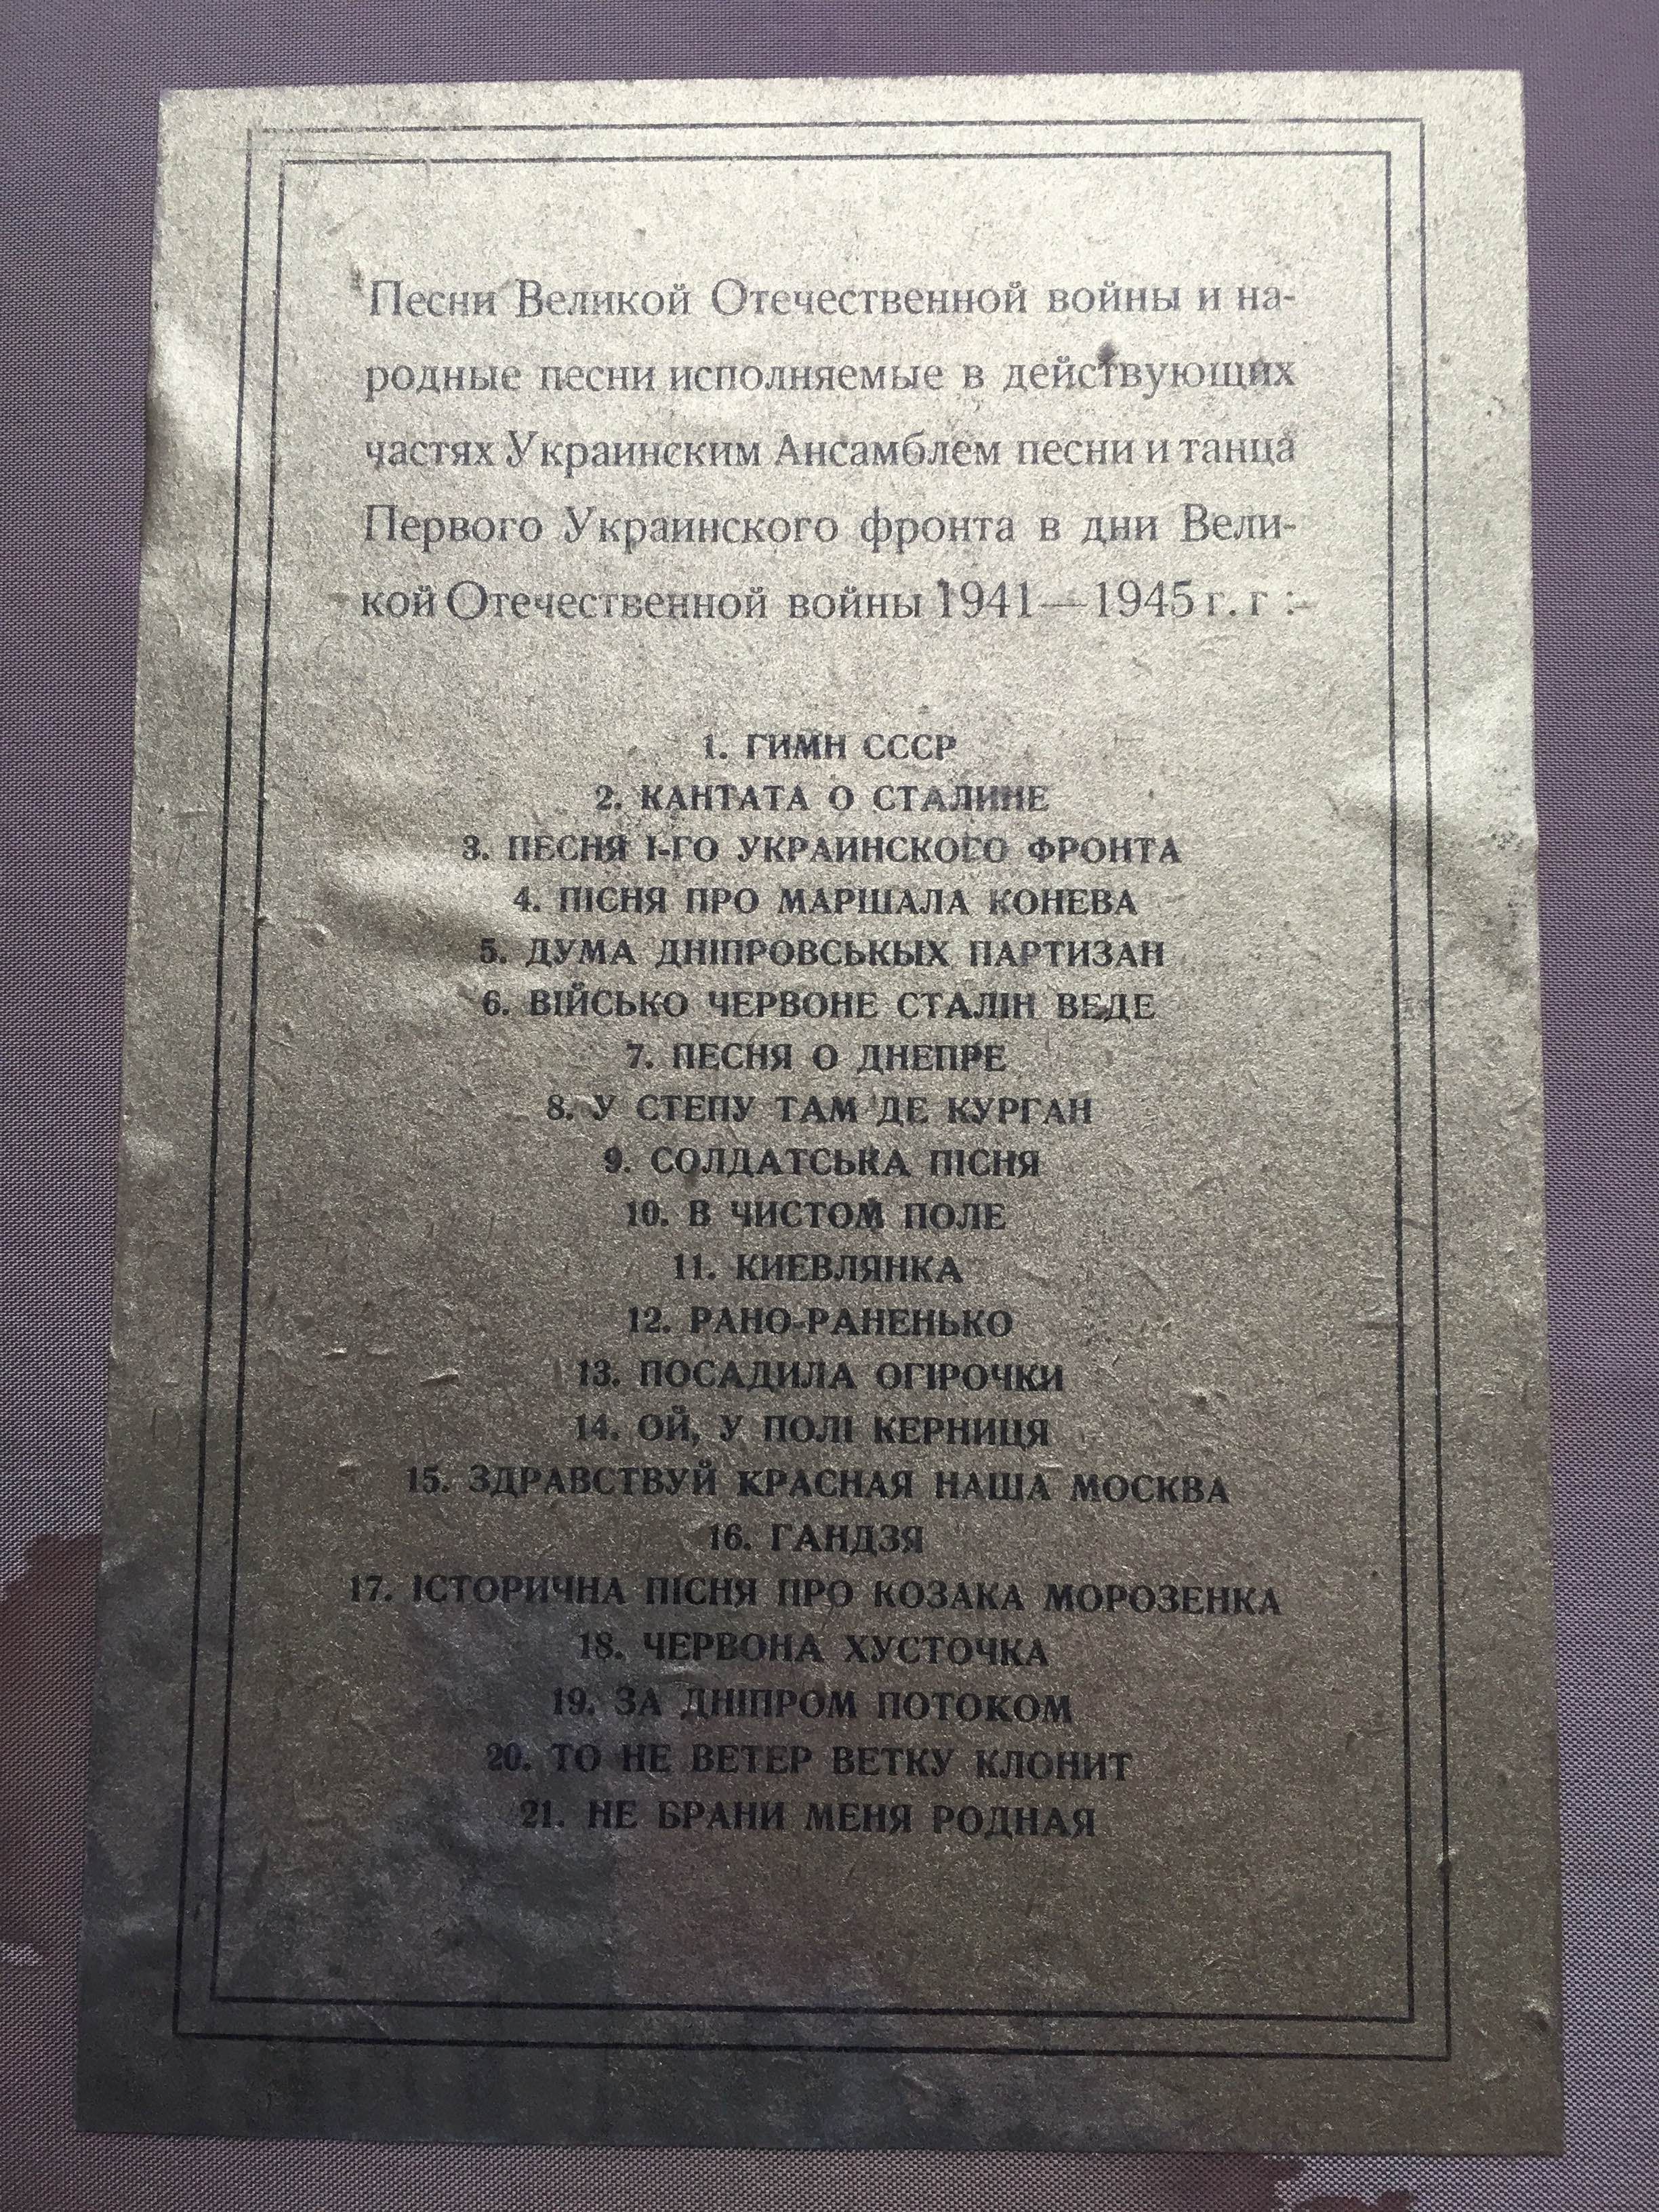 Песни Великой Отечественной войны и на-
родные песни исполняемые в действующих
частях Украинским Ансамблем песни и танца
Первого Украинского фронта в дни Вели-
кой Отечественной войны 1941—1945 г. г :-
1. ГИМН СССР
2. КАНТАТА О СТАЛИНЕ
3. ПЕСНЯ I-ГО УКРАИНСКОГО ФРОНТА
4. ПІСНЯ ПРО МАРШАЛА КОНЕВА
5. ДУМА ДНІПРОВСЬКЫХ ПАРТИЗАН
6. ВІЙСЬКО ЧЕРВОНЕ СТАЛІН ВЕДЕ
7. ПЕСНЯ О ДНЕПРЕ
8. У СТЕПУ ТАМ ДЕ КУРГАН
9. СОЛДАТСЬКА ПІСНЯ
10. В ЧИСТОМ ПОЛЕ
11. КИЕВЛЯНКА
12. РАНО-РАНЕНЬКО
13. ПОСАДИЛА ОГІРОЧКИ
14. ОЙ, У ПОЛІ КЕРНИЦЯ
15. ЗДРАВСТВУЙ КРАСНАЯ НАША МОСКВА
16. ГАНДЗЯ
17. ІСТОРИЧНА ПІСНЯ ПРО КОЗАКА МОРОЗЕНКА
18. ЧЕРВОНА ХУСТОЧКА
19. ЗА ДНІПРОМ ПОТОКОМ
20. ТО НЕ ВЕТЕР ВЕТКУ КЛОНИТ
21. НЕ БРАНИ МЕНЯ РОДНАЯ